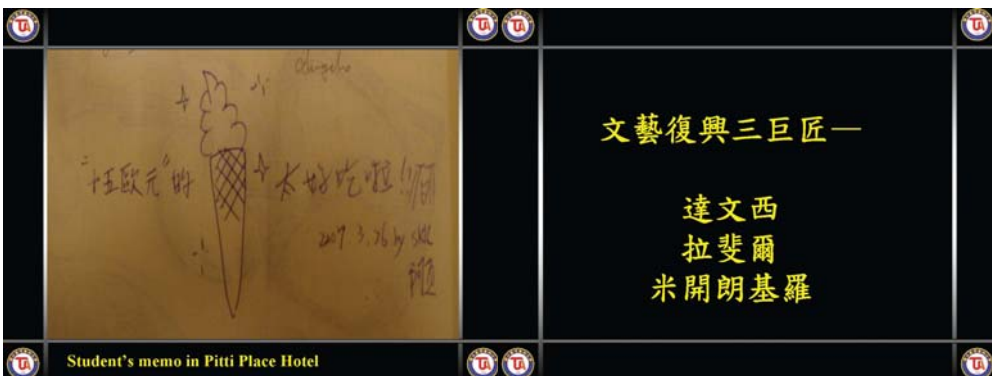 "十五歐元"的
太好吃啦!!
2007.3.26 by
Student's memo in Pitti Place Hotel
文藝復興三巨匠—
達文西
拉斐爾
米開朗基羅